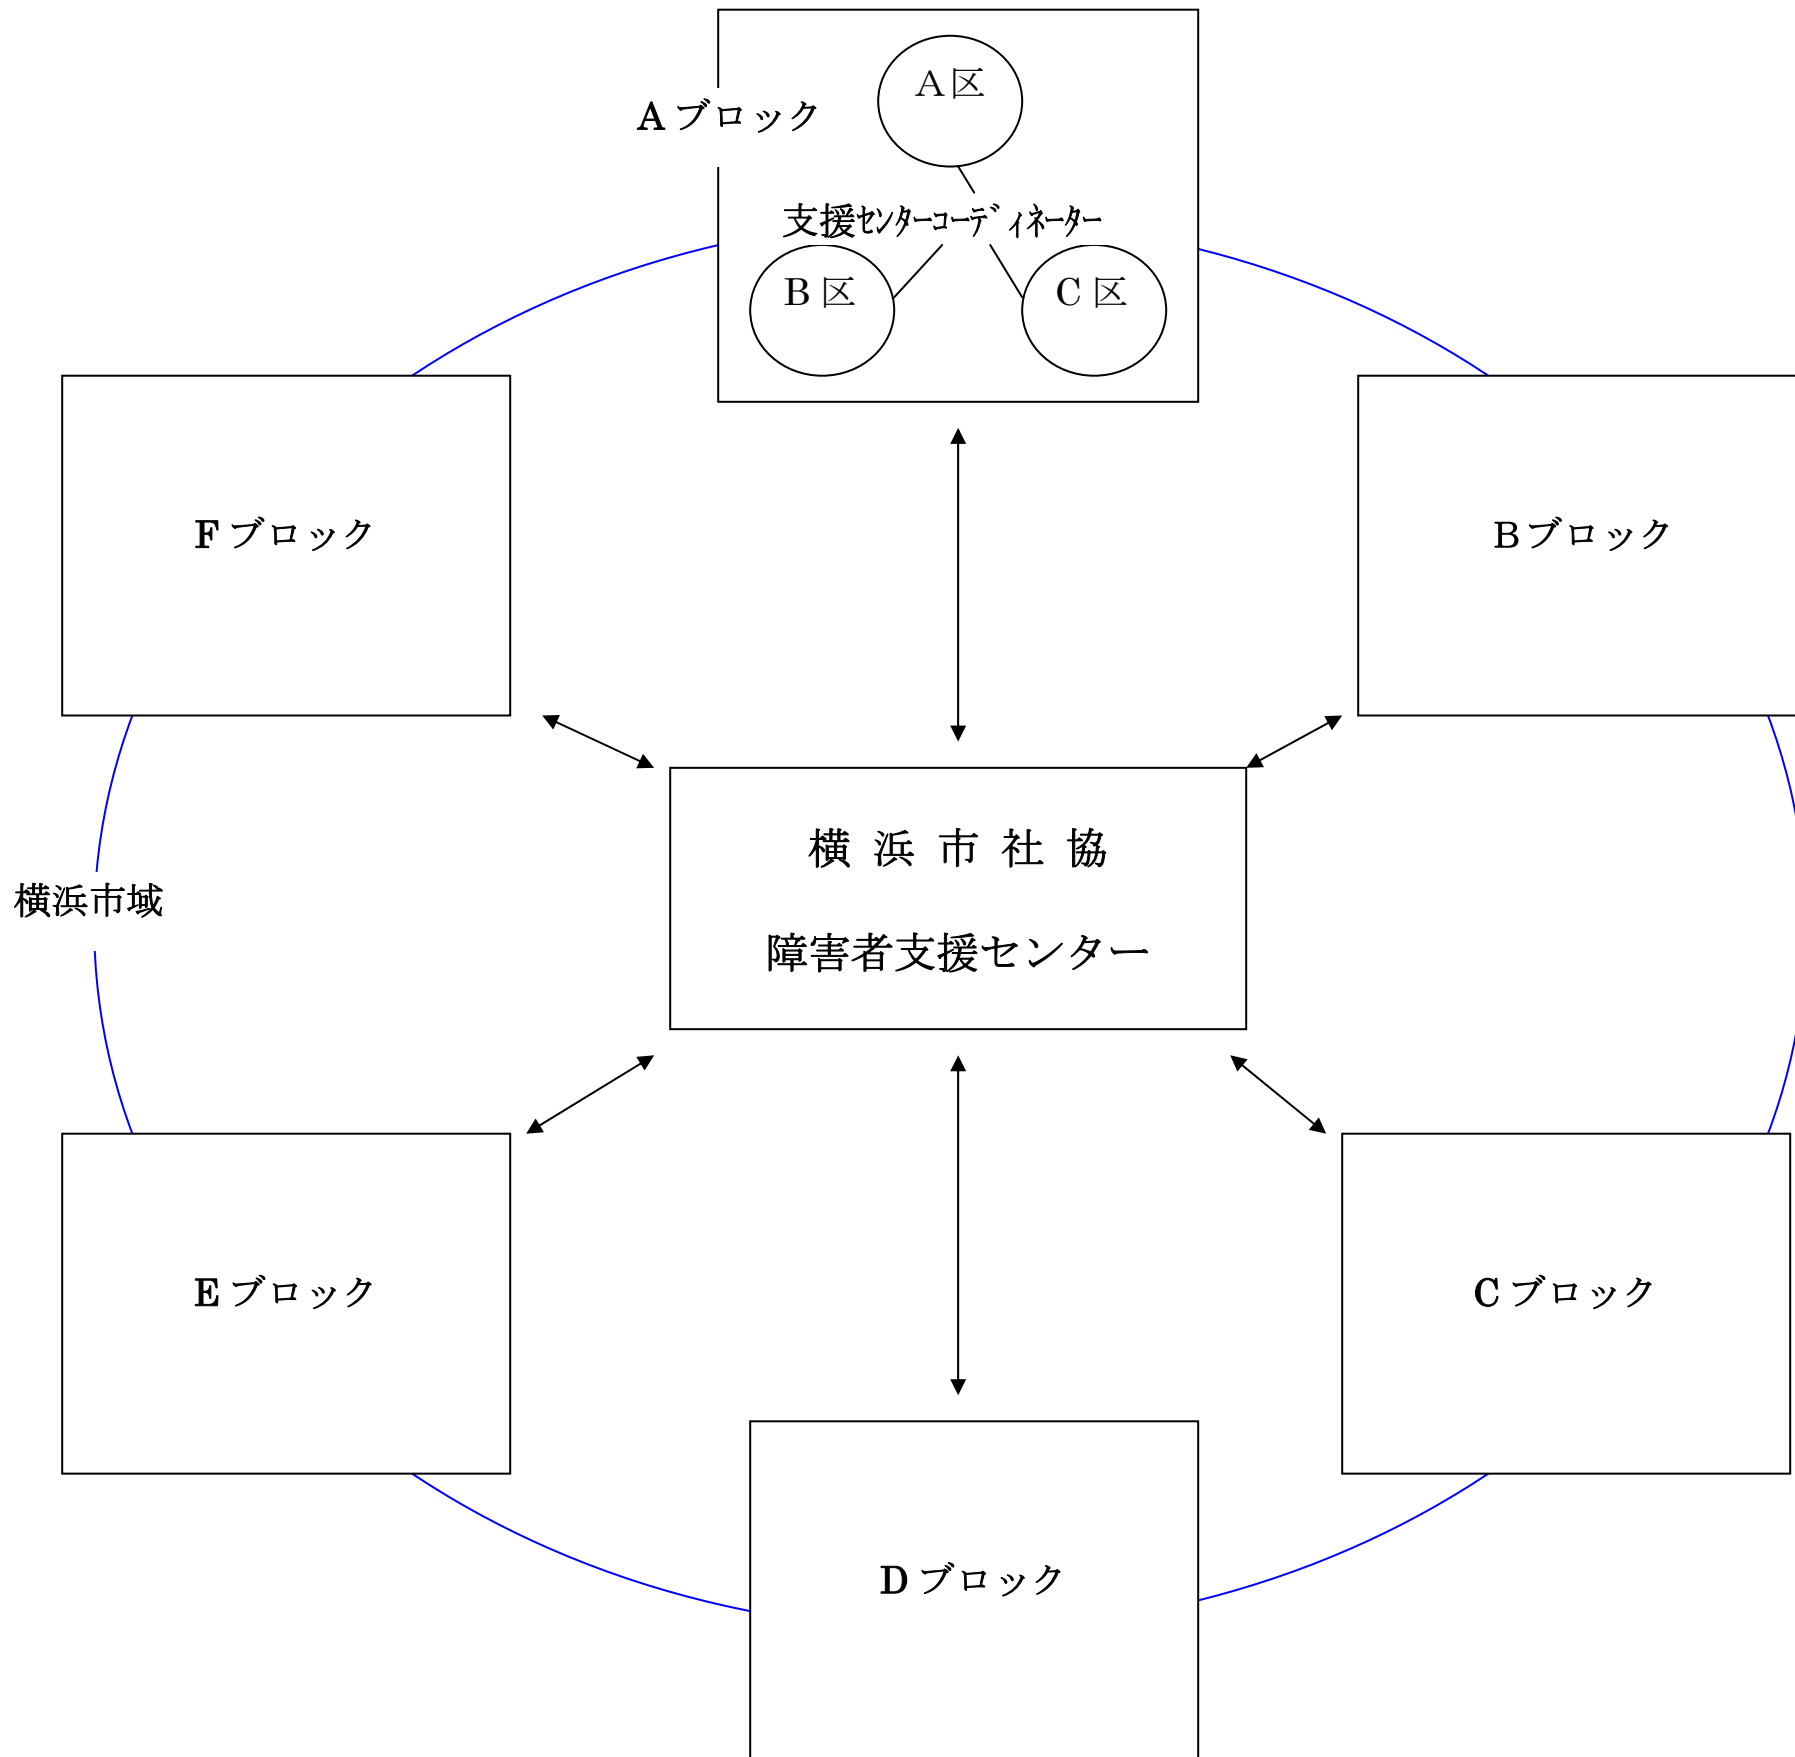 A区
Aブロック
支援ｾﾝﾀｰｺｰﾃﾞｨﾈｰﾀｰ
B区
C区
Fブロック
Bブロック
横浜市社協
障害者支援センター
横浜市域
Eブロック
Cブロック
Dブロック